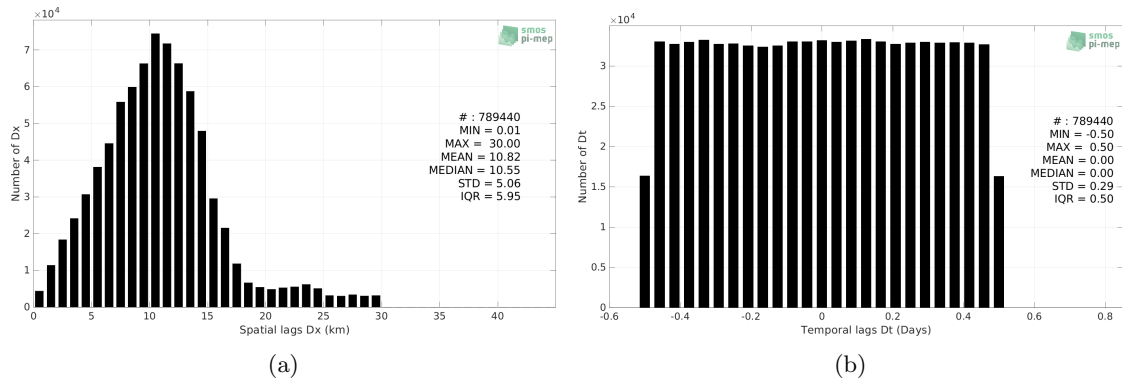 ×10⁴
7
6
5
4
3
2
1
0
Number of Dx
smos
pi-mep
# : 789440
MIN = 0.01
MAX = 30.00
MEAN = 10.82
MEDIAN = 10.55
STD = 5.06
IQR = 5.95
0 5 10 15 20 25 30 35 40
Spatial lags Dx (km)
(a)
×10⁴
3
2.5
2
1.5
1
0.5
0
Number of Dt
smos
pi-mep
# : 789440
MIN = -0.50
MAX = 0.50
MEAN = 0.00
MEDIAN = 0.00
STD = 0.29
IQR = 0.50
-0.6 -0.4 -0.2 0 0.2 0.4 0.6 0.8
Temporal lags Dt (Days)
(b)